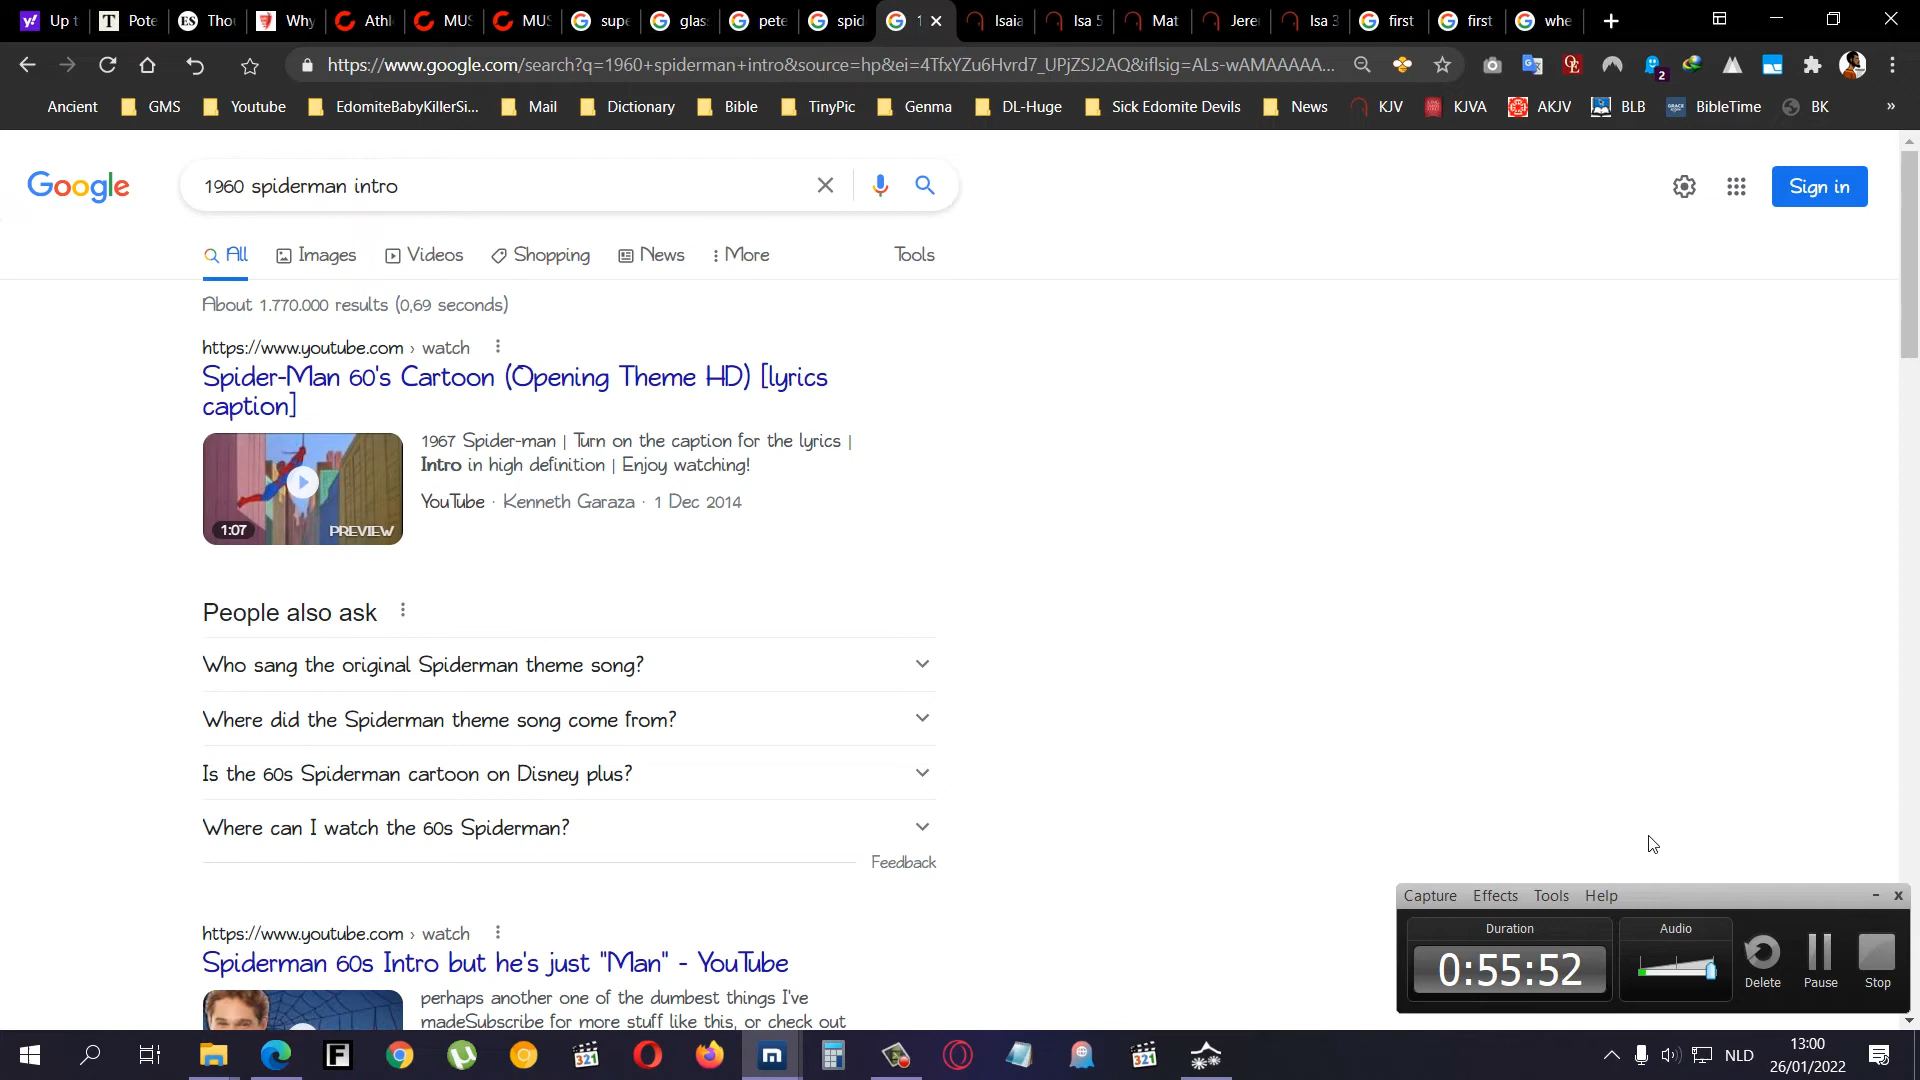 Up t
Pote
Thou
Why
Athl
MUS
MUS
supe
glas
pete
spid
1
Isaia
Isa 5
Mat
Jere
Isa 3
first
first
whe
https://www.google.com/search?q=1960+spiderman+intro&source=hp&ei=4TfxYZu6Hvrd7_UPjZSJ2AQ&iflsig=ALs-wAMAAAAA...
2
Ancient
GMS
Youtube
EdomiteBabyKillerSi...
Mail
Dictionary
Bible
TinyPic
Genma
DL-Huge
Sick Edomite Devils
News
KJV
KJVA
AKJV
BLB
BibleTime
BK
»
Google
1960 spiderman intro
Sign in
All
Images
Videos
Shopping
News
More
Tools
About 1.770.000 results (0,69 seconds)
https://www.youtube.com › watch
Spider-Man 60's Cartoon (Opening Theme HD) [lyrics
caption]
1967 Spider-man | Turn on the caption for the lyrics |
Intro in high definition | Enjoy watching!
YouTube · Kenneth Garaza · 1 Dec 2014
1:07
PREVIEW
People also ask
Who sang the original Spiderman theme song?
Where did the Spiderman theme song come from?
Is the 60s Spiderman cartoon on Disney plus?
Where can I watch the 60s Spiderman?
Feedback
https://www.youtube.com › watch
Spiderman 60s Intro but he's just "Man" - YouTube
perhaps another one of the dumbest things I've
madeSubscribe for more stuff like this, or check out
Capture Effects Tools Help
Duration
0:55:52
Audio
Delete
Pause
Stop
NLD
13:00
26/01/2022